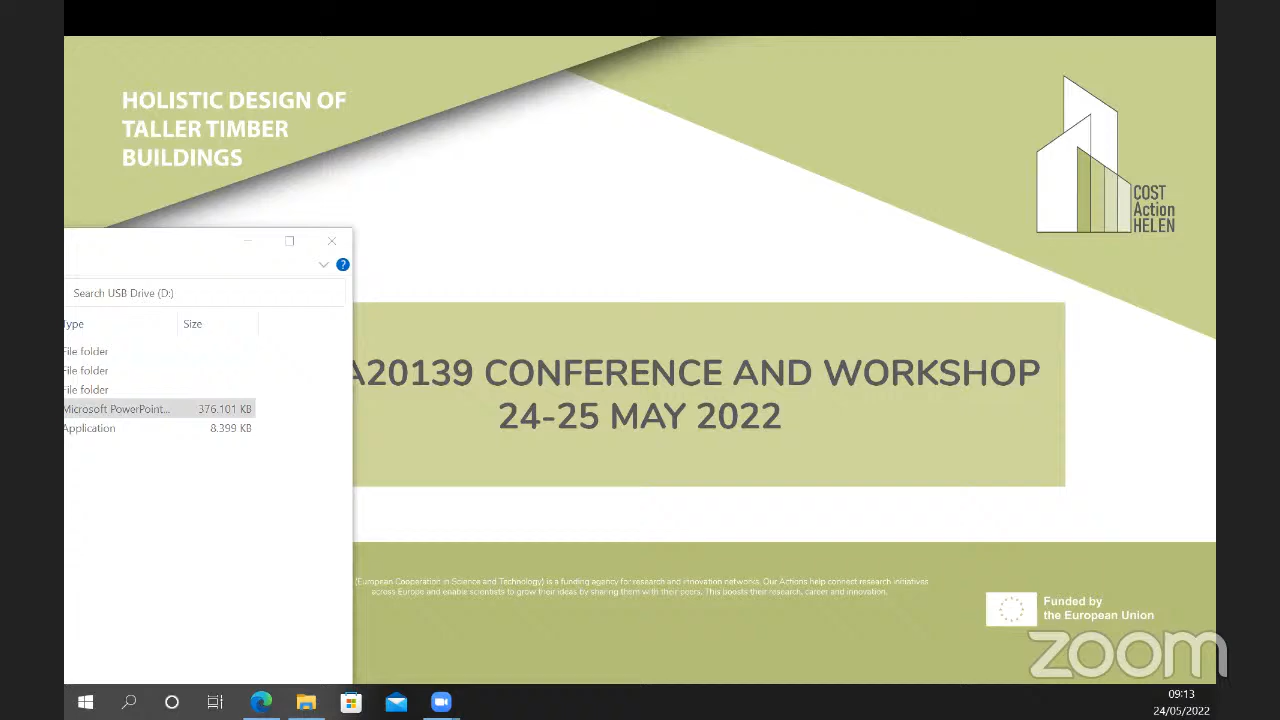 HOLISTIC DESIGN OF
TALLER TIMBER
BUILDINGS
COST
Action
HELEN
?
Search USB Drive (D:)
Type
Size
File folder
File folder
File folder
Microsoft PowerPoint...
376.101 KB
Application
8.399 KB
A20139 CONFERENCE AND WORKSHOP
24-25 MAY 2022
(European Cooperation in Science and Technology) is a funding agency for research and innovation networks. Our Actions help connect research initiatives
across Europe and enable scientists to grow their ideas by sharing them with their peers. This boosts their research, career and innovation.
Funded by
the European Union
zoom
09:13
24/05/2022